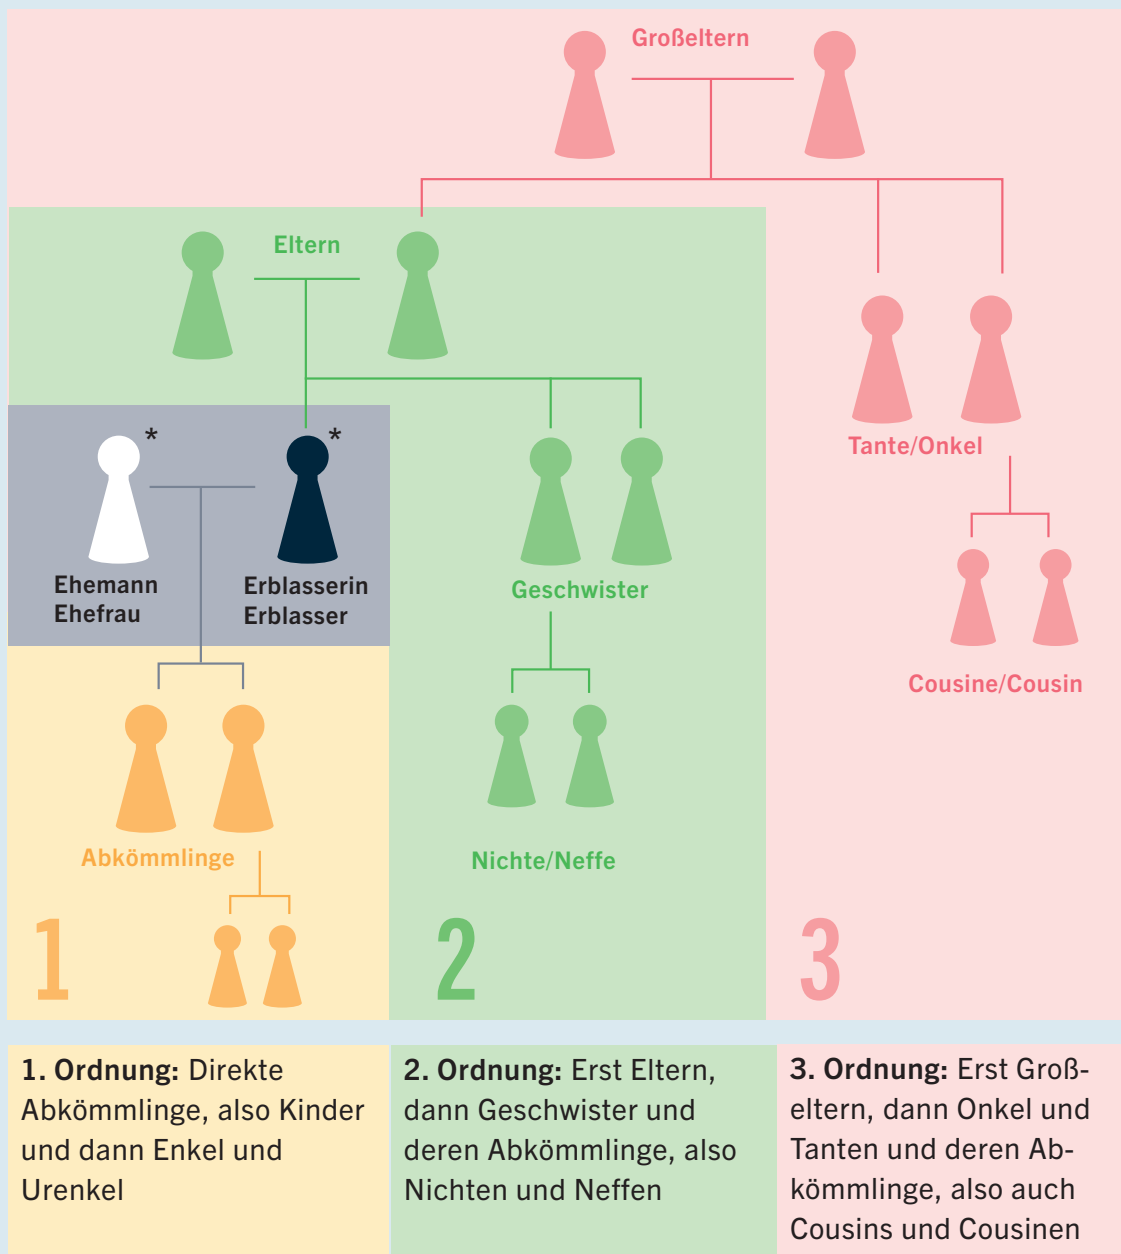 Großeltern
Eltern
*
*
Tante/Onkel
Ehemann
Ehefrau
Erblasserin
Erblasser
Geschwister
Cousine/Cousin
Abkömmlinge
Nichte/Neffe
1
2
3
1. Ordnung: Direkte
Abkömmlinge, also Kinder
und dann Enkel und
Urenkel
2. Ordnung: Erst Eltern,
dann Geschwister und
deren Abkömmlinge, also
Nichten und Neffen
3. Ordnung: Erst Groß-
eltern, dann Onkel und
Tanten und deren Ab-
kömmlinge, also auch
Cousins und Cousinen